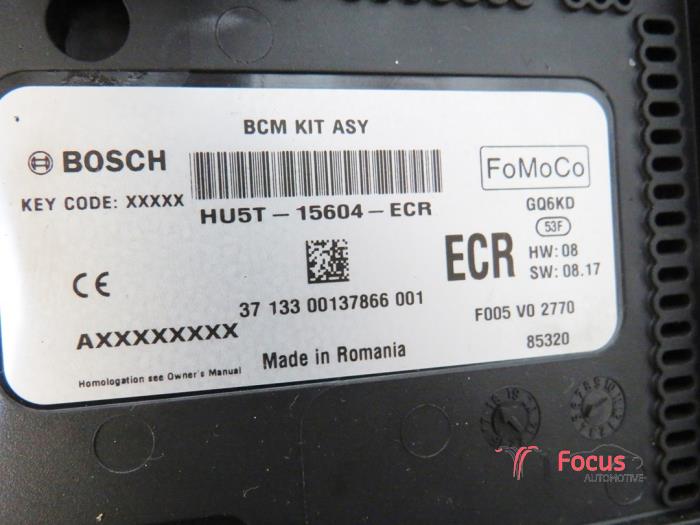 BCM KIT ASY
BOSCH
FoMoCo
KEY CODE: XXXXX
HU5T-15604-ECR
GQ6KD
53F
ECR
HW: 08
SW: 08.17
CE
37 133 00137866 001
F005 V0 2770
AXXXXXXXXX
85320
Made in Romania
Homologation see Owner's Manual
Focus
AUTOMOTIVE